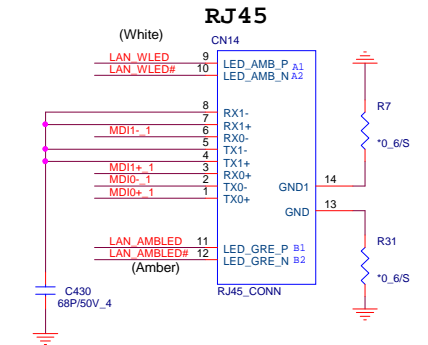 RJ45
(White)
CN14
LAN_WLED 9 LED_AMB_P A1
LAN_WLED# 10 LED_AMB_N A2
8 RX1-
7 RX1+
MDI1-_1 6 RX0-
5 TX1-
4 TX1+
MDI1+_1 3 RX0+
MDI0-_1 2 TX0-
MDI0+_1 1 TX0+
GND1 14
GND 13
R7
*0_6/S
LAN_AMBLED 11 LED_GRE_P B1
LAN_AMBLED# 12 LED_GRE_N B2
(Amber)
RJ45_CONN
R31
*0_6/S
C430
68P/50V_4